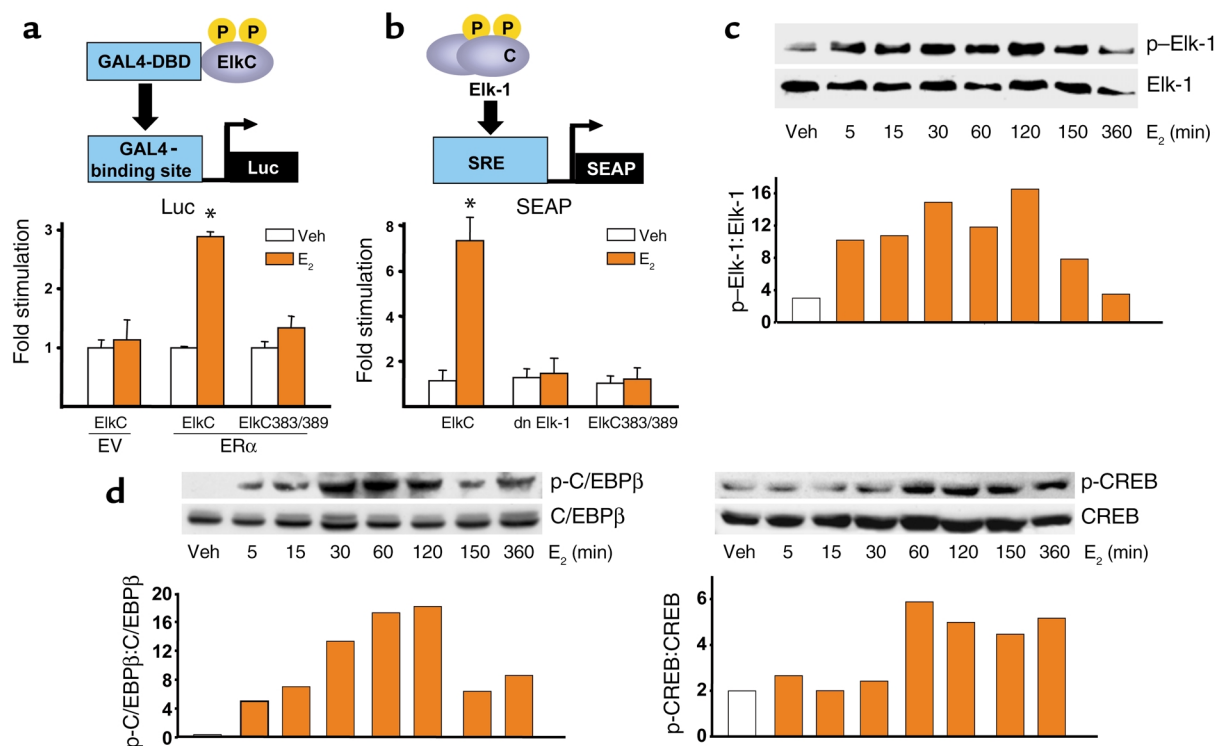 a
P P
GAL4-DBD
ElkC
GAL4-
binding site
Luc
Luc
Fold stimulation
3
2
1
*
Veh
E2
ElkC ElkC ElkC383/389
EV ERα
b
P P
C
Elk-1
SRE
SEAP
SEAP
Fold stimulation
8
6
4
2
*
Veh
E2
ElkC dn Elk-1 ElkC383/389
c
p–Elk-1
Elk-1
Veh 5 15 30 60 120 150 360 E2 (min)
p–Elk-1:Elk-1
16
12
8
4
0
d
p-C/EBPβ
C/EBPβ
Veh 5 15 30 60 120 150 360 E2 (min)
p-C/EBPβ:C/EBPβ
20
16
12
8
4
0
p-CREB
CREB
Veh 5 15 30 60 120 150 360 E2 (min)
p-CREB:CREB
6
4
2
0